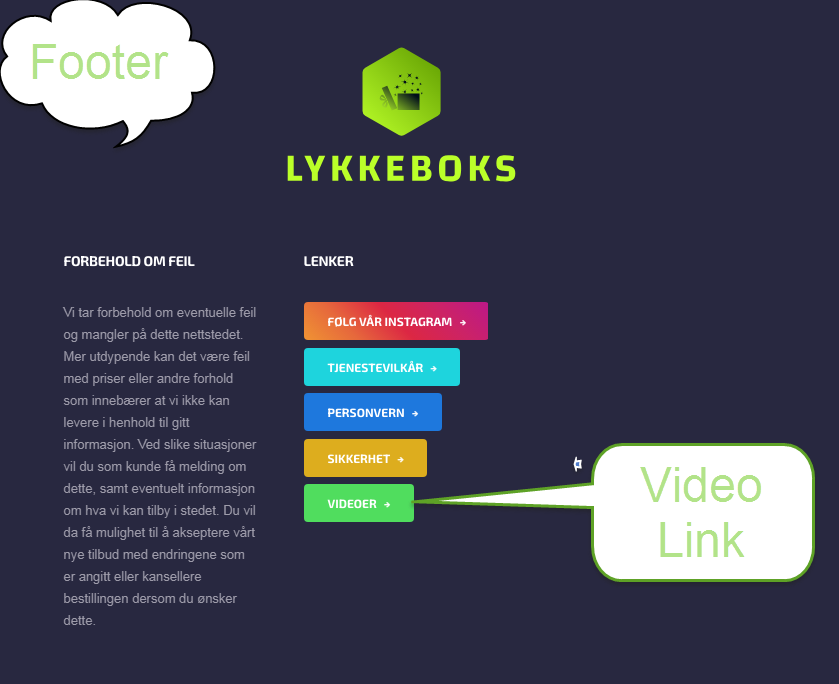 Footer
LYKKEBOKS
FORBEHOLD OM FEIL
Vi tar forbehold om eventuelle feil
og mangler på dette nettstedet.
Mer utdypende kan det være feil
med priser eller andre forhold
som innebærer at vi ikke kan
levere i henhold til gitt
informasjon. Ved slike situasjoner
vil du som kunde få melding om
dette, samt eventuelt informasjon
om hva vi kan tilby i stedet. Du vil
da få mulighet til å akseptere vårt
nye tilbud med endringene som
er angitt eller kansellere
bestillingen dersom du ønsker
dette.
LENKER
FØLG VÅR INSTAGRAM →
TJENESTEVILKÅR →
PERSONVERN →
SIKKERHET →
VIDEOER →
Video
Link